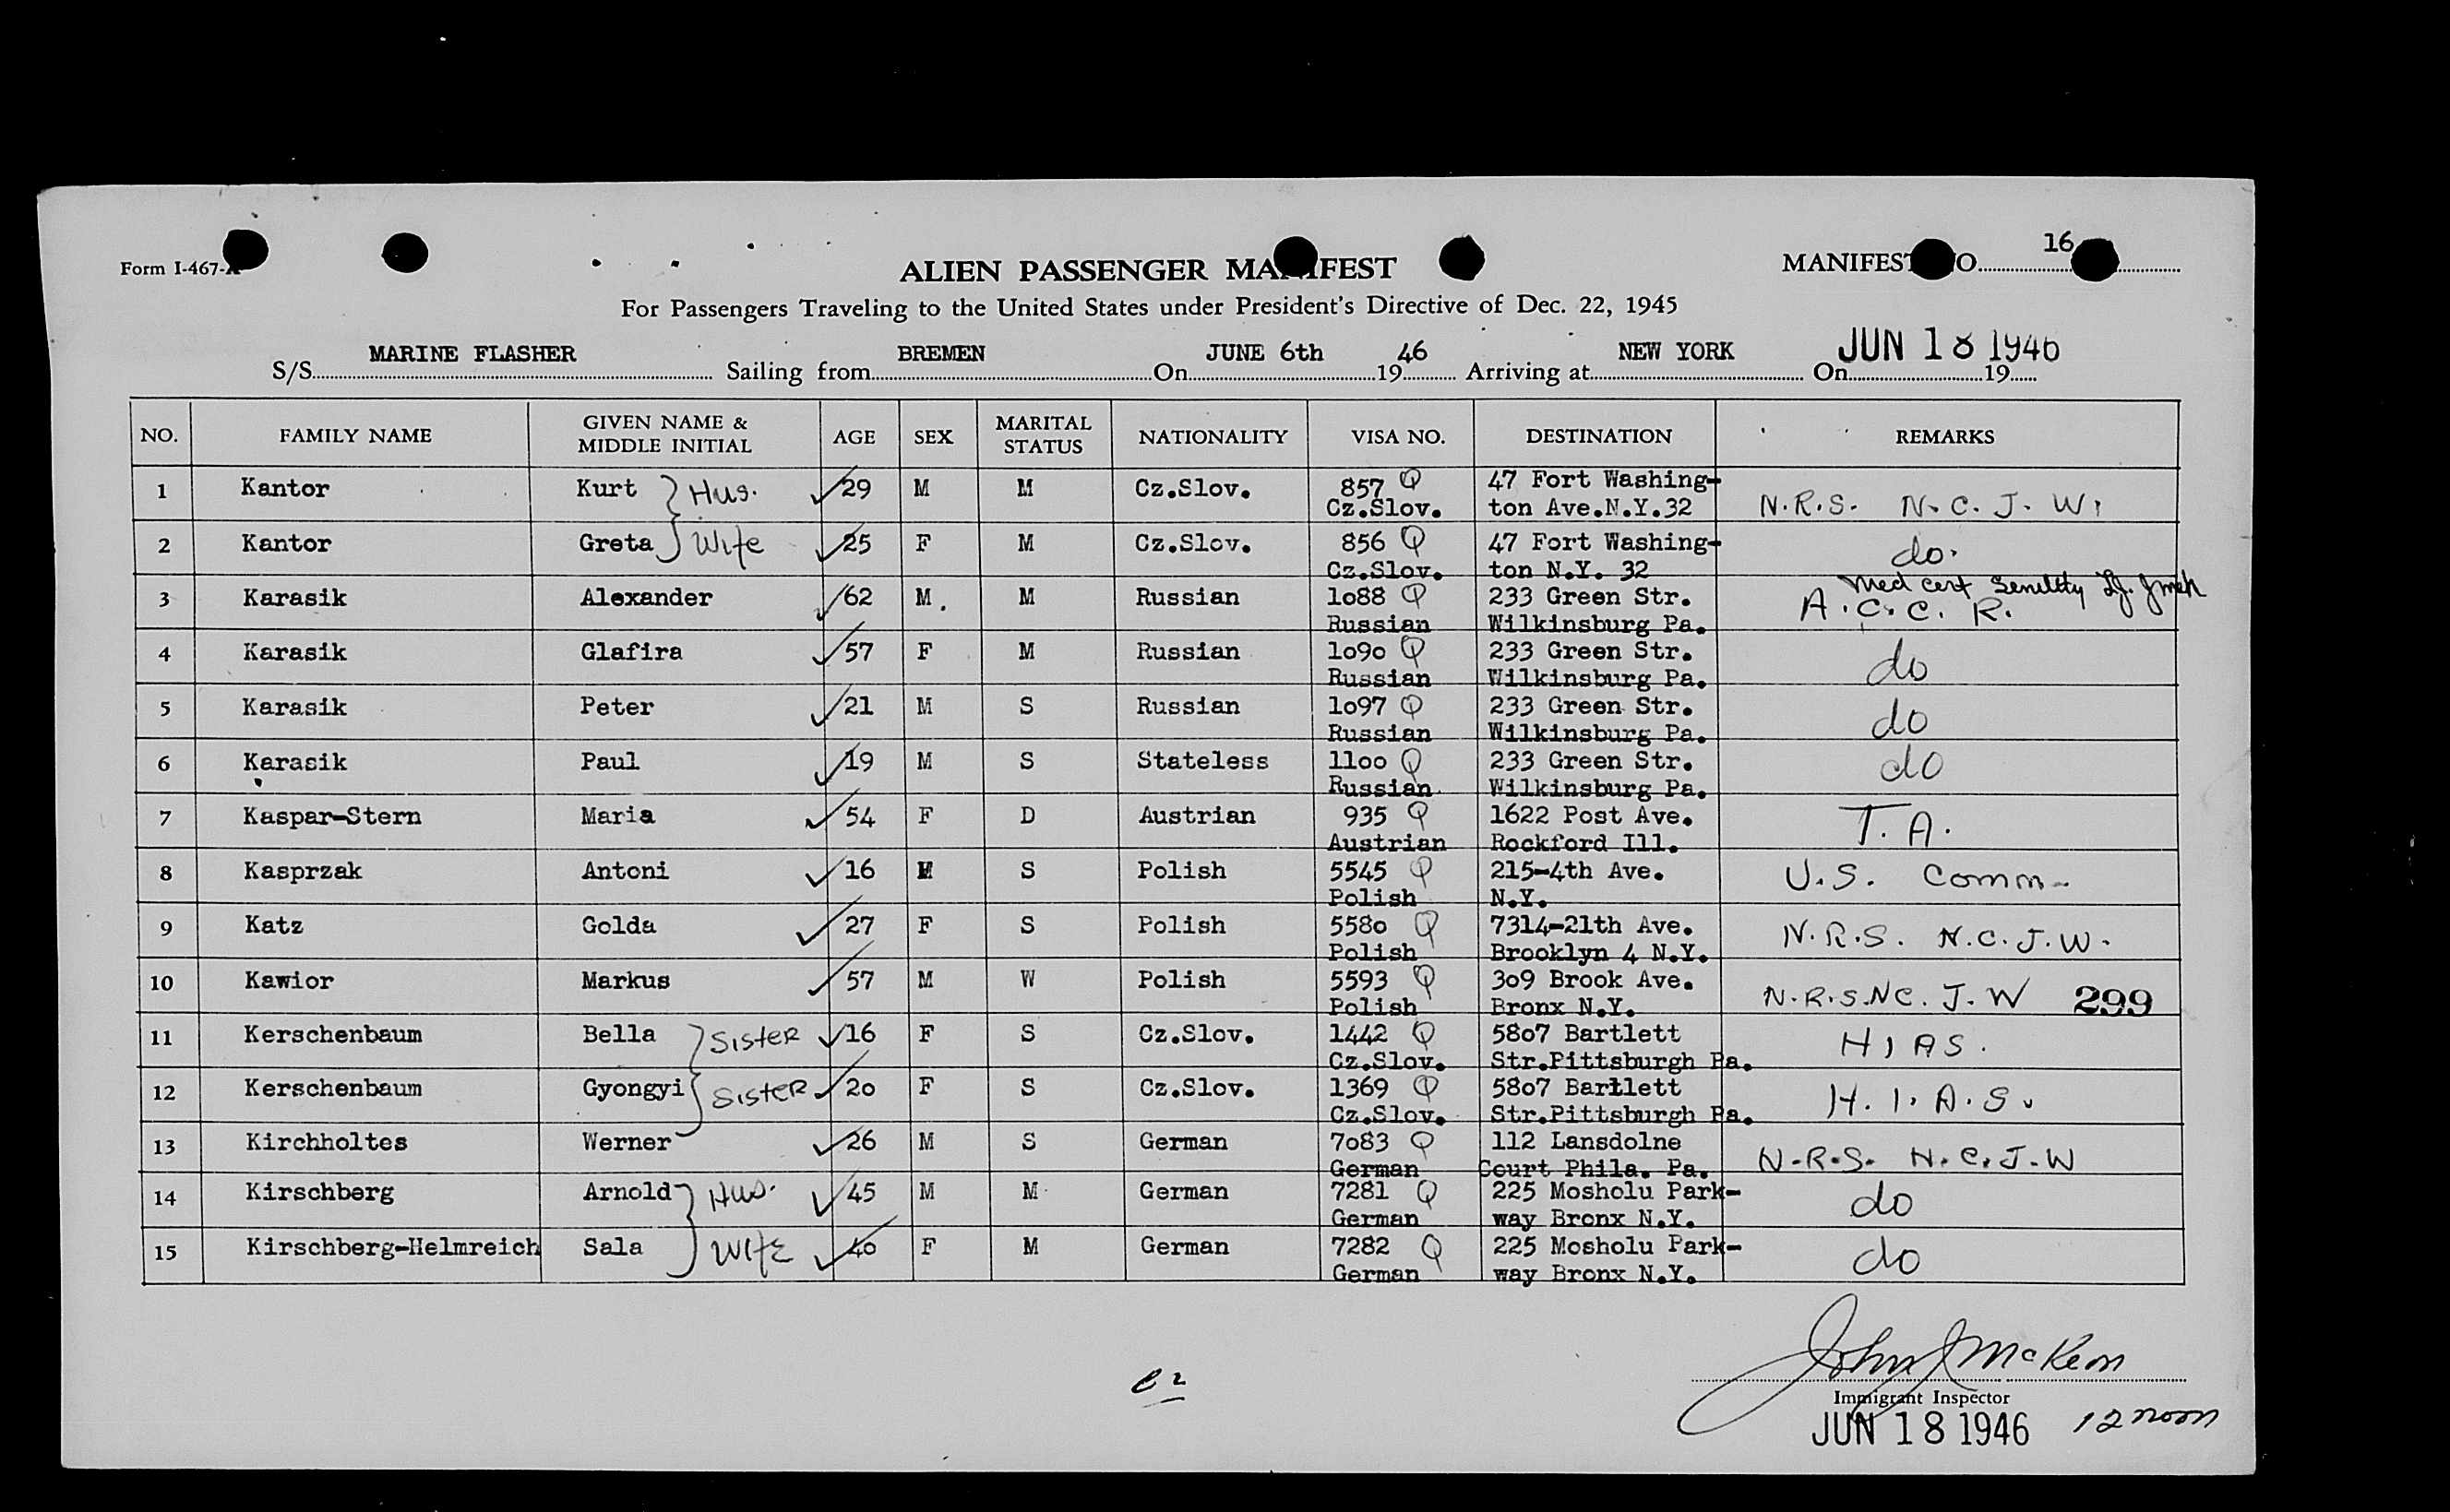 Form I-467-A
ALIEN PASSENGER MANIFEST
MANIFEST NO. 16
For Passengers Traveling to the United States under President's Directive of Dec. 22, 1945
S/S MARINE FLASHER Sailing from BREMEN On JUNE 6th 1946 Arriving at NEW YORK On JUN 18 1946 19
NO. FAMILY NAME GIVEN NAME & MIDDLE INITIAL AGE SEX MARITAL STATUS NATIONALITY VISA NO. DESTINATION REMARKS
1 Kantor Kurt } Hus. 29 M M Cz.Slov. 857 Q 47 Fort Washing-
Cz.Slov. ton Ave.N.Y.32 N.R.S. N.C.J.W.
2 Kantor Greta } Wife 25 F M Cz.Slov. 856 Q 47 Fort Washing- do.
Cz.Slov. ton N.Y. 32
Med cert Senility
3 Karasik Alexander 62 M. M Russian 1o88 Q 233 Green Str. A.C.C.R.
Russian Wilkinsburg Pa.
4 Karasik Glafira 57 F M Russian 1o9o Q 233 Green Str. do
Russian Wilkinsburg Pa.
5 Karasik Peter 21 M S Russian 1o97 Q 233 Green Str. do
Russian Wilkinsburg Pa.
6 Karasik Paul 19 M S Stateless 11oo Q 233 Green Str. do
Russian Wilkinsburg Pa.
7 Kaspar-Stern Maria 54 F D Austrian 935 Q 1622 Post Ave. T.A.
Austrian Rockford Ill.
8 Kasprzak Antoni 16 M S Polish 5545 Q 215-4th Ave. U.S. Comm-
Polish N.Y.
9 Katz Golda 27 F S Polish 558o Q 7314-21th Ave. N.R.S. N.C.J.W.
Polish Brooklyn 4 N.Y.
10 Kawior Markus 57 M W Polish 5593 Q 3o9 Brook Ave. N.R.S.NC.J.W 299
Polish Bronx N.Y.
11 Kerschenbaum Bella } Sister 16 F S Cz.Slov. 1442 Q 58o7 Bartlett HIAS.
Cz.Slov. Str.Pittsburgh Pa.
12 Kerschenbaum Gyongyi } Sister 2o F S Cz.Slov. 1369 Q 58o7 Bartlett H.I.A.S.
Cz.Slov. Str.Pittsburgh Pa.
13 Kirchholtes Werner 26 M S German 7o83 Q 112 Lansdolne
German Court Phila. Pa. N.R.S. N.C.J.W
14 Kirschberg Arnold } Hus. 45 M M German 7281 Q 225 Mosholu Park- do
German way Bronx N.Y.
15 Kirschberg-Helmreich Sala } Wife 4o F M German 7282 Q 225 Mosholu Park- do
German way Bronx N.Y.
John J McKeon
Immigrant Inspector
JUN 18 1946 12 noon